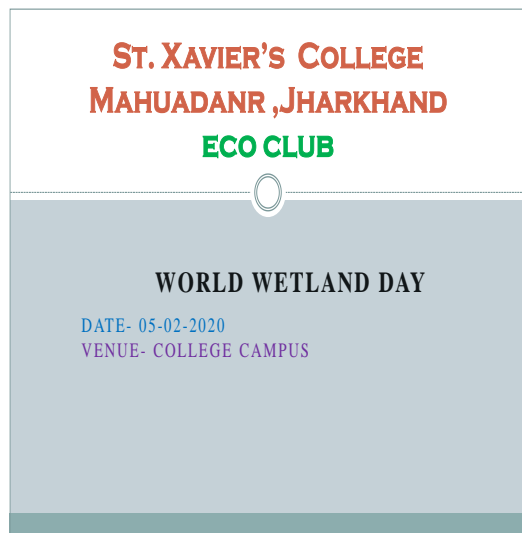 St. Xavier's College
Mahuadanr ,Jharkhand
ECO CLUB
WORLD WETLAND DAY
DATE- 05-02-2020
VENUE- COLLEGE CAMPUS